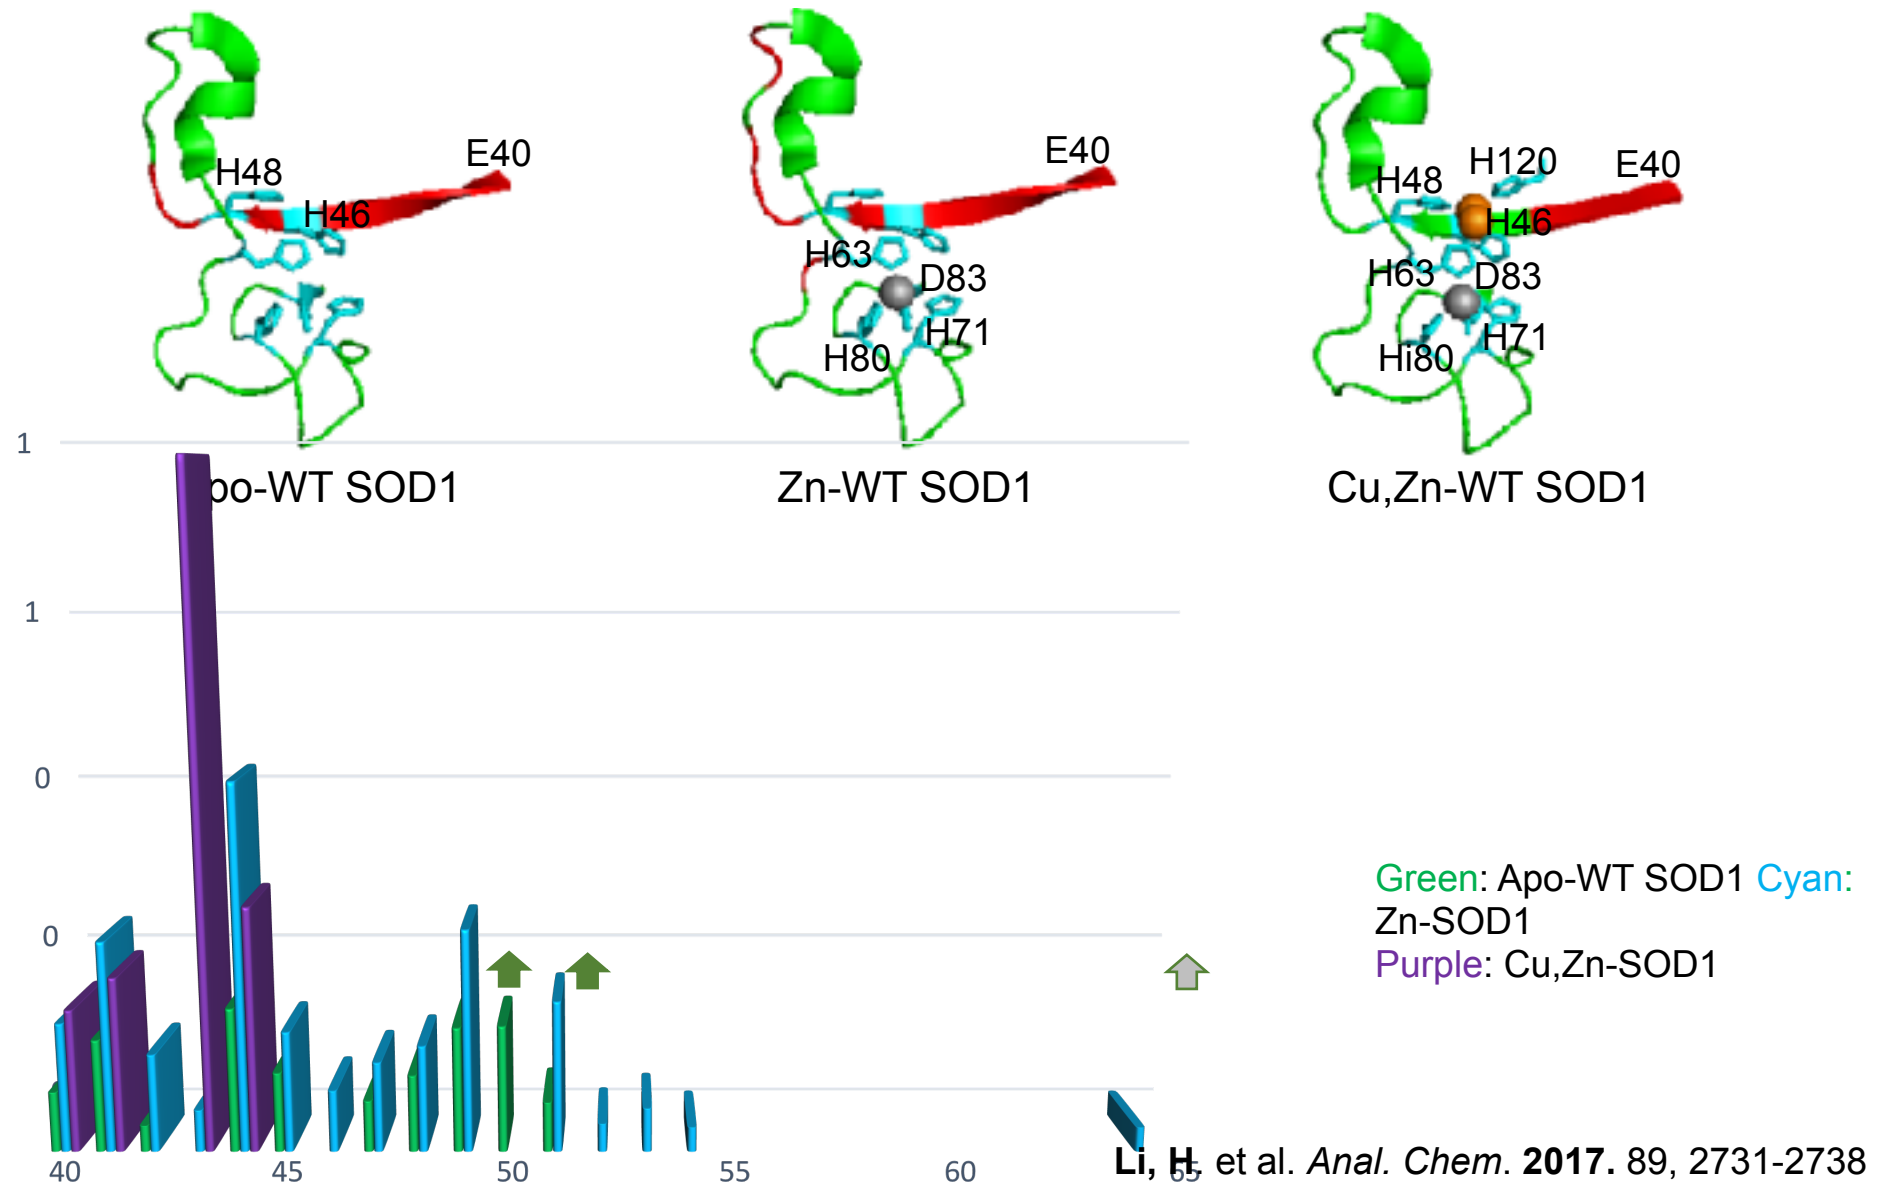 H48
E40
H46
E40
H63
D83
H71
H80
H120
E40
H48
H46
H63
D83
H71
Hi80
po-WT SOD1
Zn-WT SOD1
Cu,Zn-WT SOD1
1
1
0
0
Green: Apo-WT SOD1 Cyan:
Zn-SOD1
Purple: Cu,Zn-SOD1
40
45
50
55
60
65
Li, H. et al. Anal. Chem. 2017. 89, 2731-2738